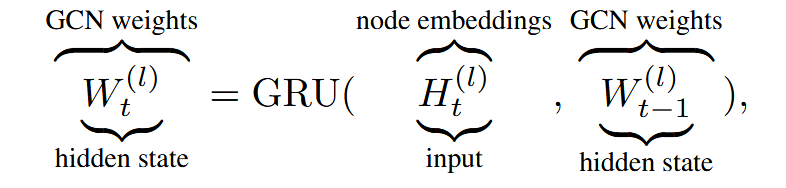 GCN weights node embeddings GCN weights
W_t^{(l)} = GRU( H_t^{(l)} , W_{t-1}^{(l)} ),
hidden state input hidden state